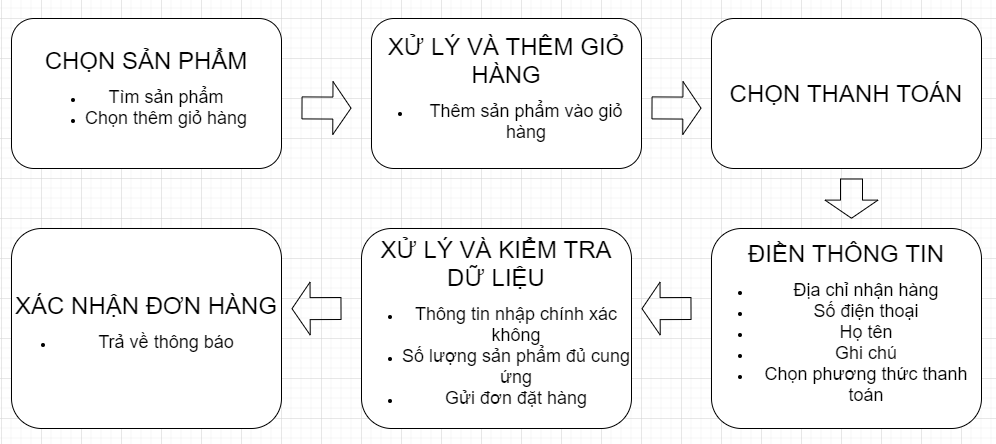 CHỌN SẢN PHẨM
Tìm sản phẩm
Chọn thêm giỏ hàng
XỬ LÝ VÀ THÊM GIỎ
HÀNG
Thêm sản phẩm vào giỏ
hàng
CHỌN THANH TOÁN
ĐIỀN THÔNG TIN
Địa chỉ nhận hàng
Số điện thoại
Họ tên
Ghi chú
Chọn phương thức thanh
toán
XỬ LÝ VÀ KIỂM TRA
DỮ LIỆU
Thông tin nhập chính xác
không
Số lượng sản phẩm đủ cung
ứng
Gửi đơn đặt hàng
XÁC NHẬN ĐƠN HÀNG
Trả về thông báo